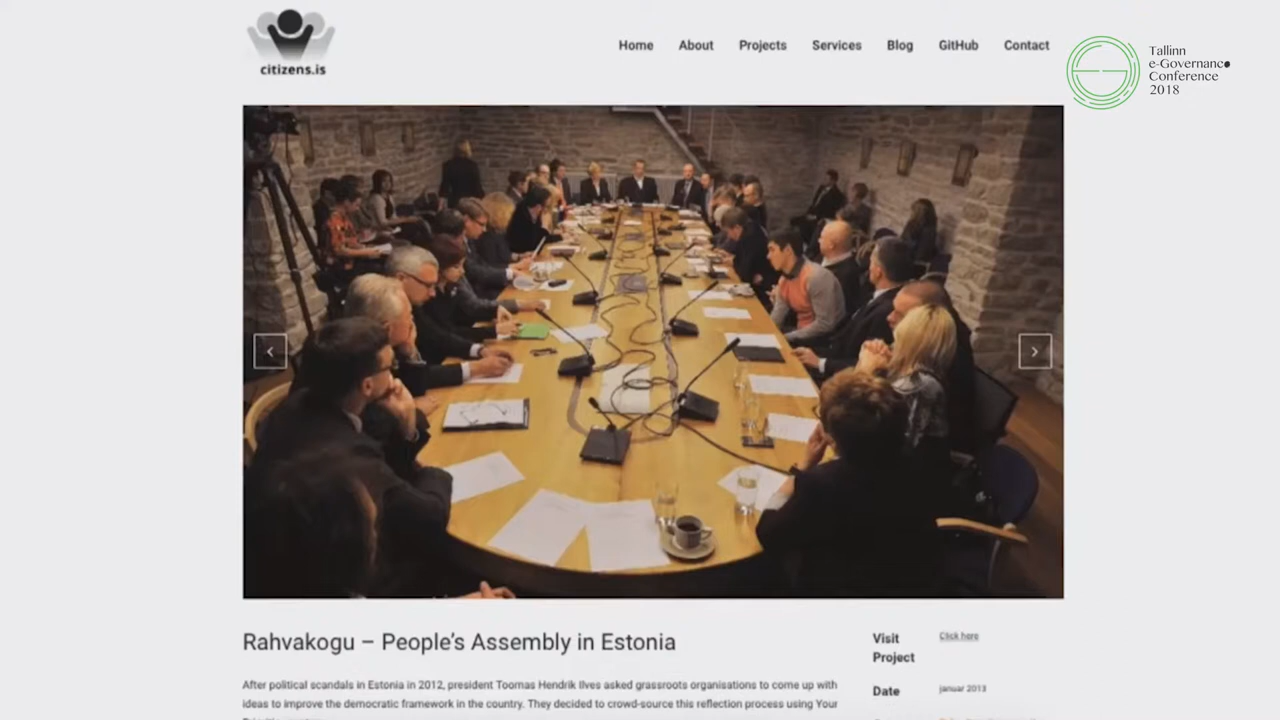 citizens.is
Home About Projects Services Blog GitHub Contact
Tallinn
e-Governance
Conference
2018
Rahvakogu – People's Assembly in Estonia
After political scandals in Estonia in 2012, president Toomas Hendrik Ilves asked grassroots organisations to come up with
ideas to improve the democratic framework in the country. They decided to crowd-source this reflection process using Your
Visit
Project
Click here
Date
januar 2013